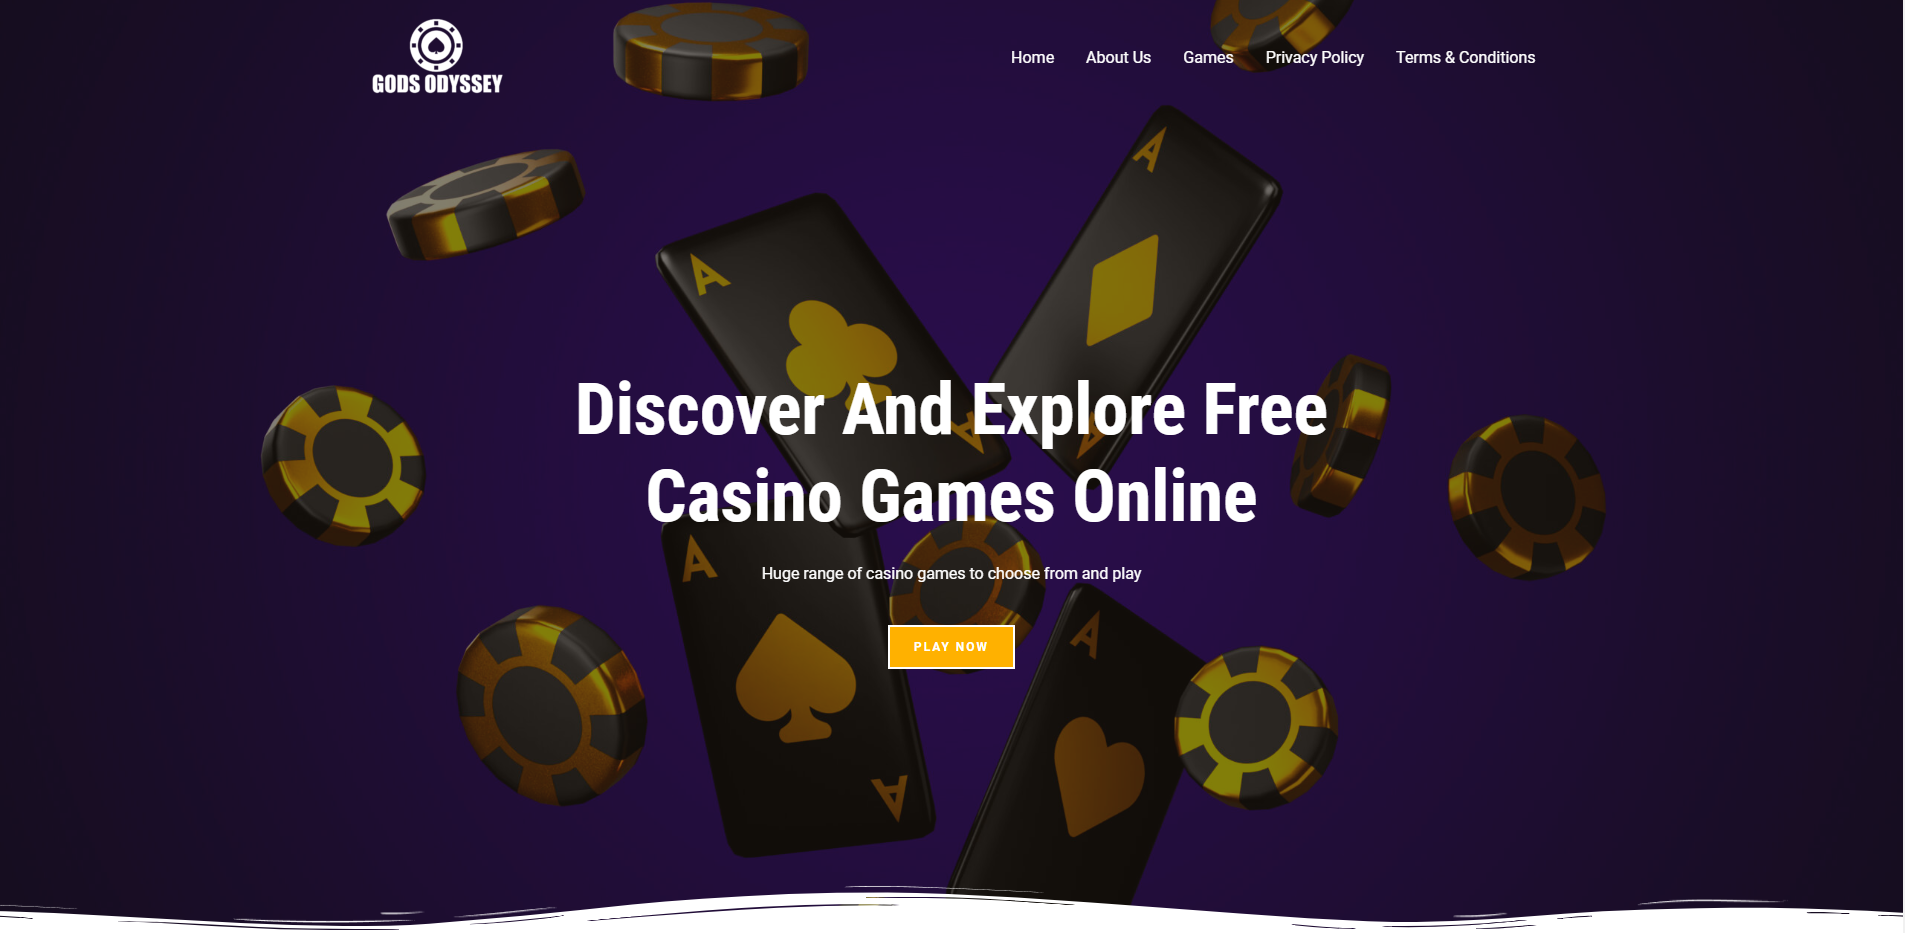 GODS ODYSSEY
Home About Us Games Privacy Policy Terms & Conditions
A
A
A
A
Discover And Explore Free
Casino Games Online
A
Huge range of casino games to choose from and play
A
PLAY NOW
A